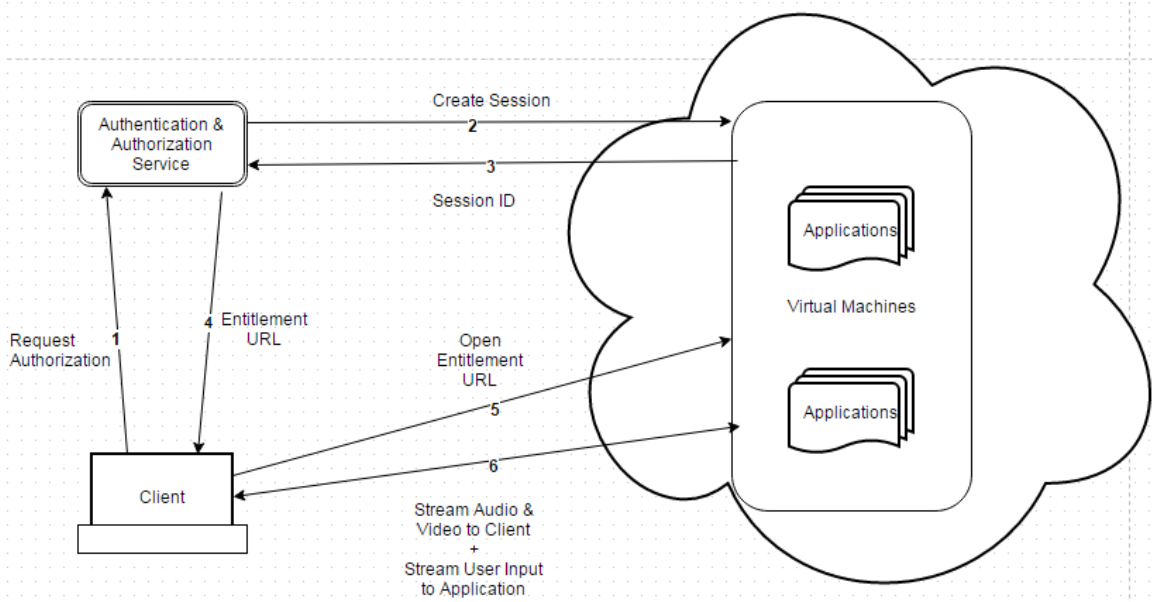 Create Session
2
Authentication &
Authorization
Service
3
Session ID
Applications
Virtual Machines
4
Entitlement
URL
Request
Authorization
1
Open
Entitlement
URL
5
Applications
6
Client
Stream Audio &
Video to Client
+
Stream User Input
to Application